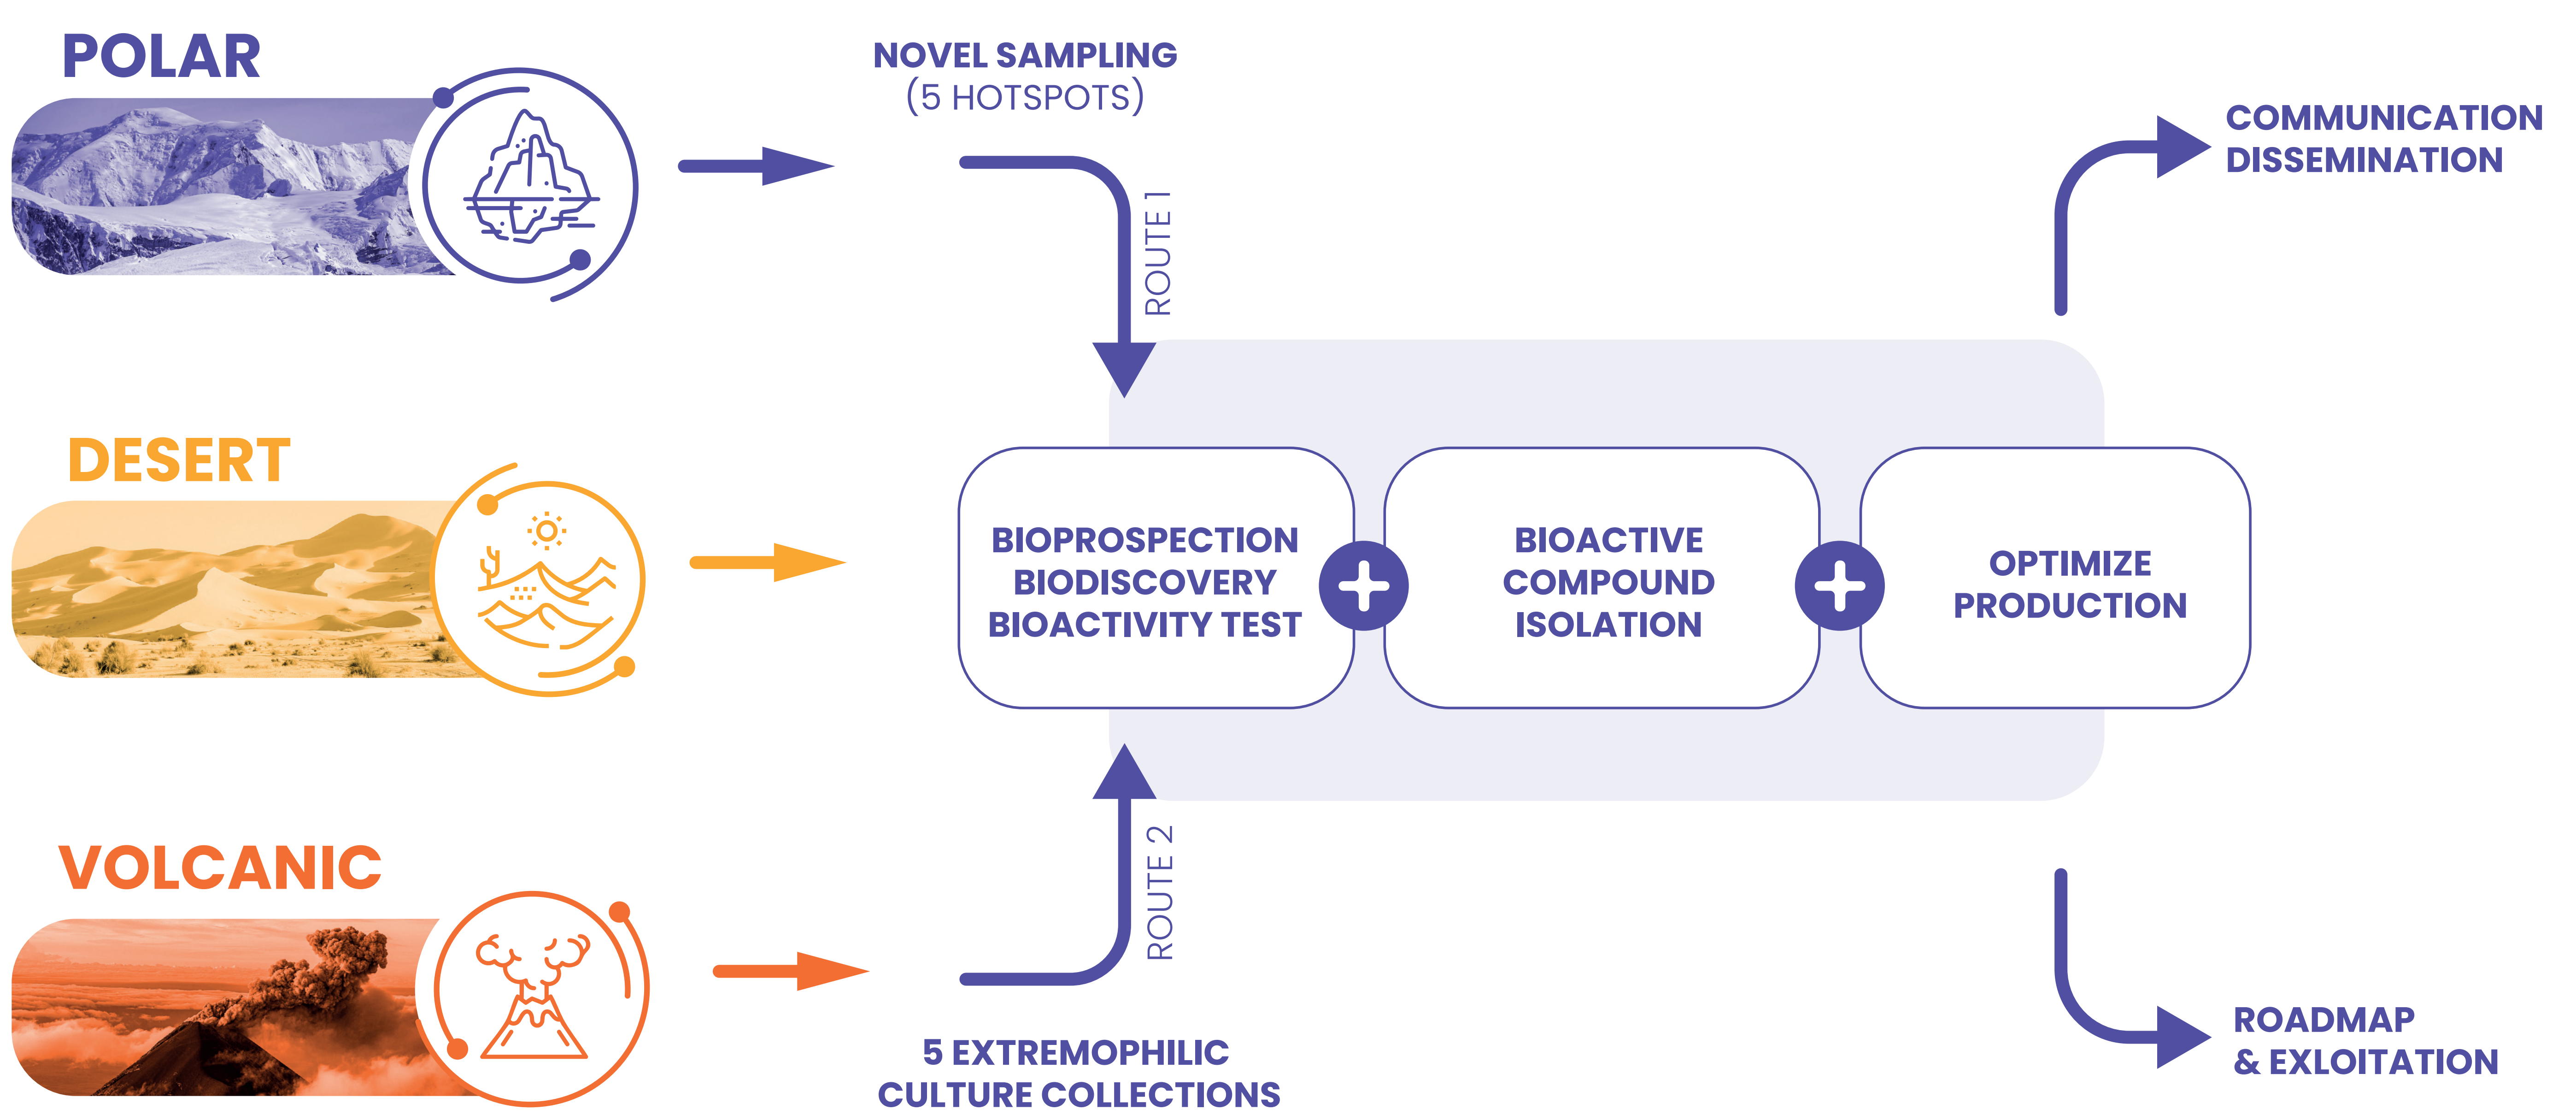 POLAR
NOVEL SAMPLING
(5 HOTSPOTS)
ROUTE 1
COMMUNICATION
DISSEMINATION
DESERT
BIOPROSPECTION
BIODISCOVERY
BIOACTIVITY TEST
BIOACTIVE
COMPOUND
ISOLATION
OPTIMIZE
PRODUCTION
VOLCANIC
ROUTE 2
5 EXTREMOPHILIC
CULTURE COLLECTIONS
ROADMAP
& EXLOITATION